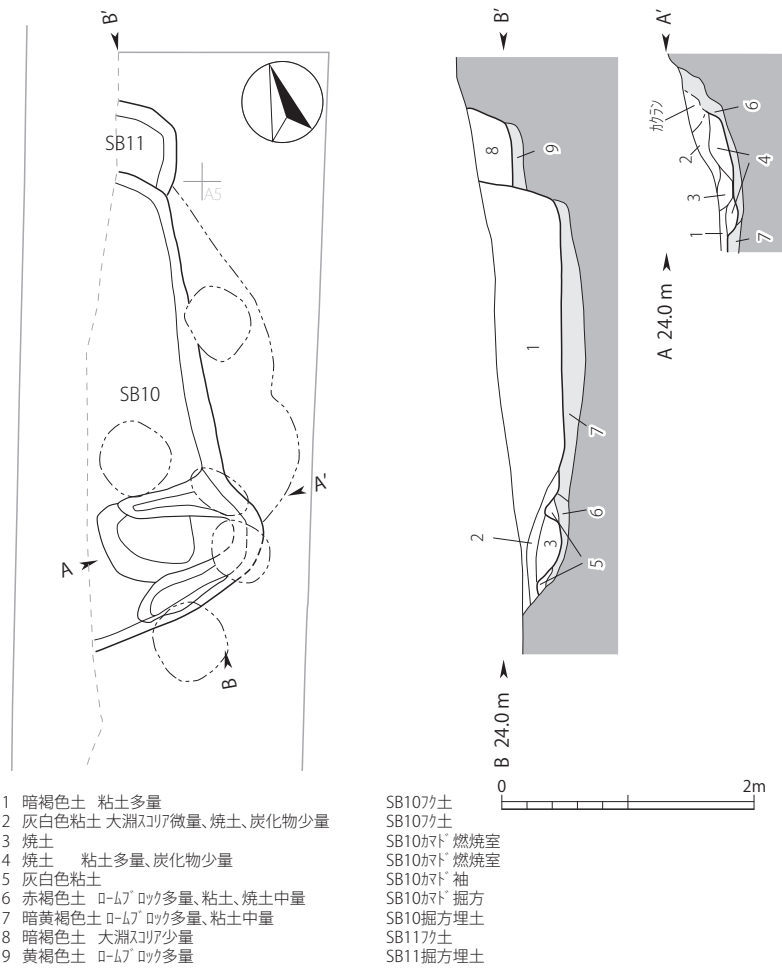 B'
SB11
A5
SB10
A'
A
B
B'
8
9
1
7
2
6
3
5
B 24.0 m
A'
カクラン
6
2
4
3
1
7
A 24.0 m
0 2m
1 暗褐色土 粘土多量 SB10フク土
2 灰白色粘土 大淵スコリア微量、焼土、炭化物少量 SB10フク土
3 焼土 SB10カマド 燃焼室
4 焼土 粘土多量、炭化物少量 SB10カマド 燃焼室
5 灰白色粘土 SB10カマド 袖
6 赤褐色土 ロームブロック多量、粘土、焼土中量 SB10カマド 掘方
7 暗黄褐色土 ロームブロック多量、粘土中量 SB10掘方埋土
8 暗褐色土 大淵スコリア少量 SB11フク土
9 黄褐色土 ロームブロック多量 SB11掘方埋土